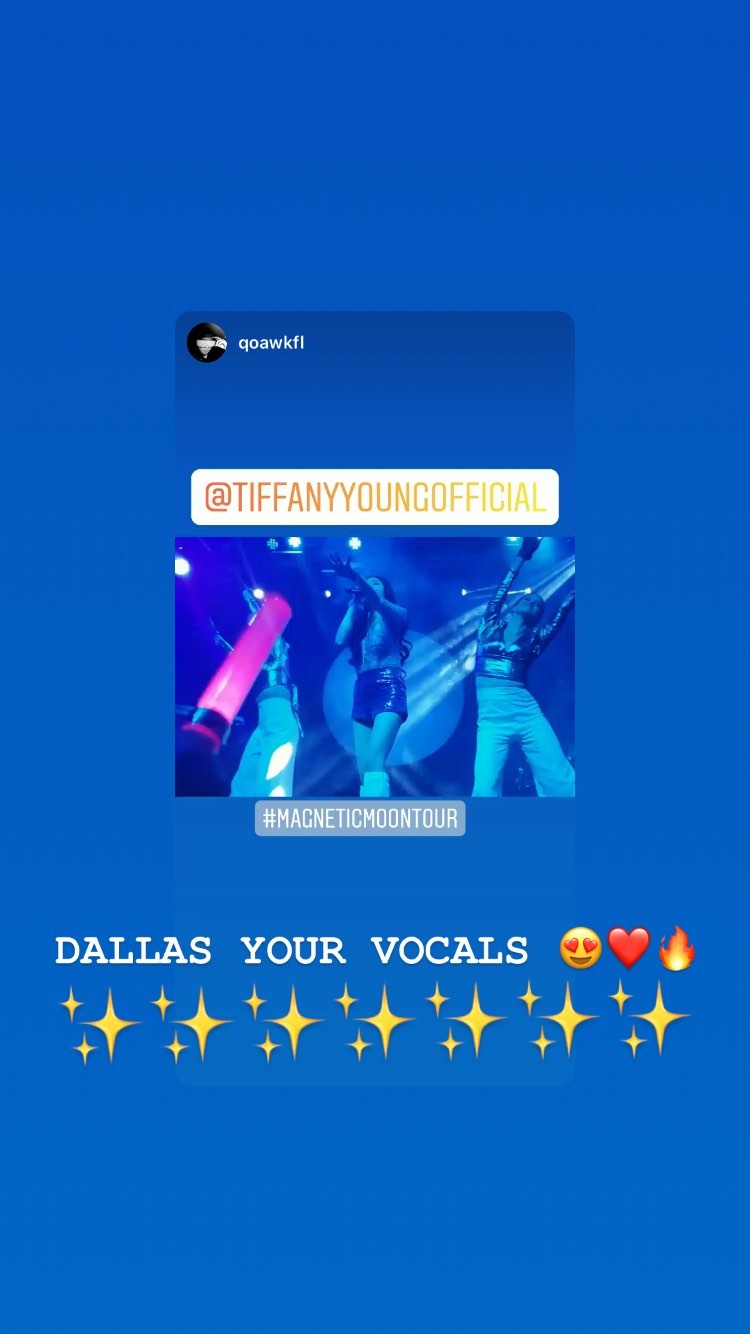 qoawkfl
@TIFFANYYOUNGOFFICIAL
#MAGNETICMOONTOUR
DALLAS YOUR VOCALS 😍❤️🔥
✨✨✨✨✨✨✨